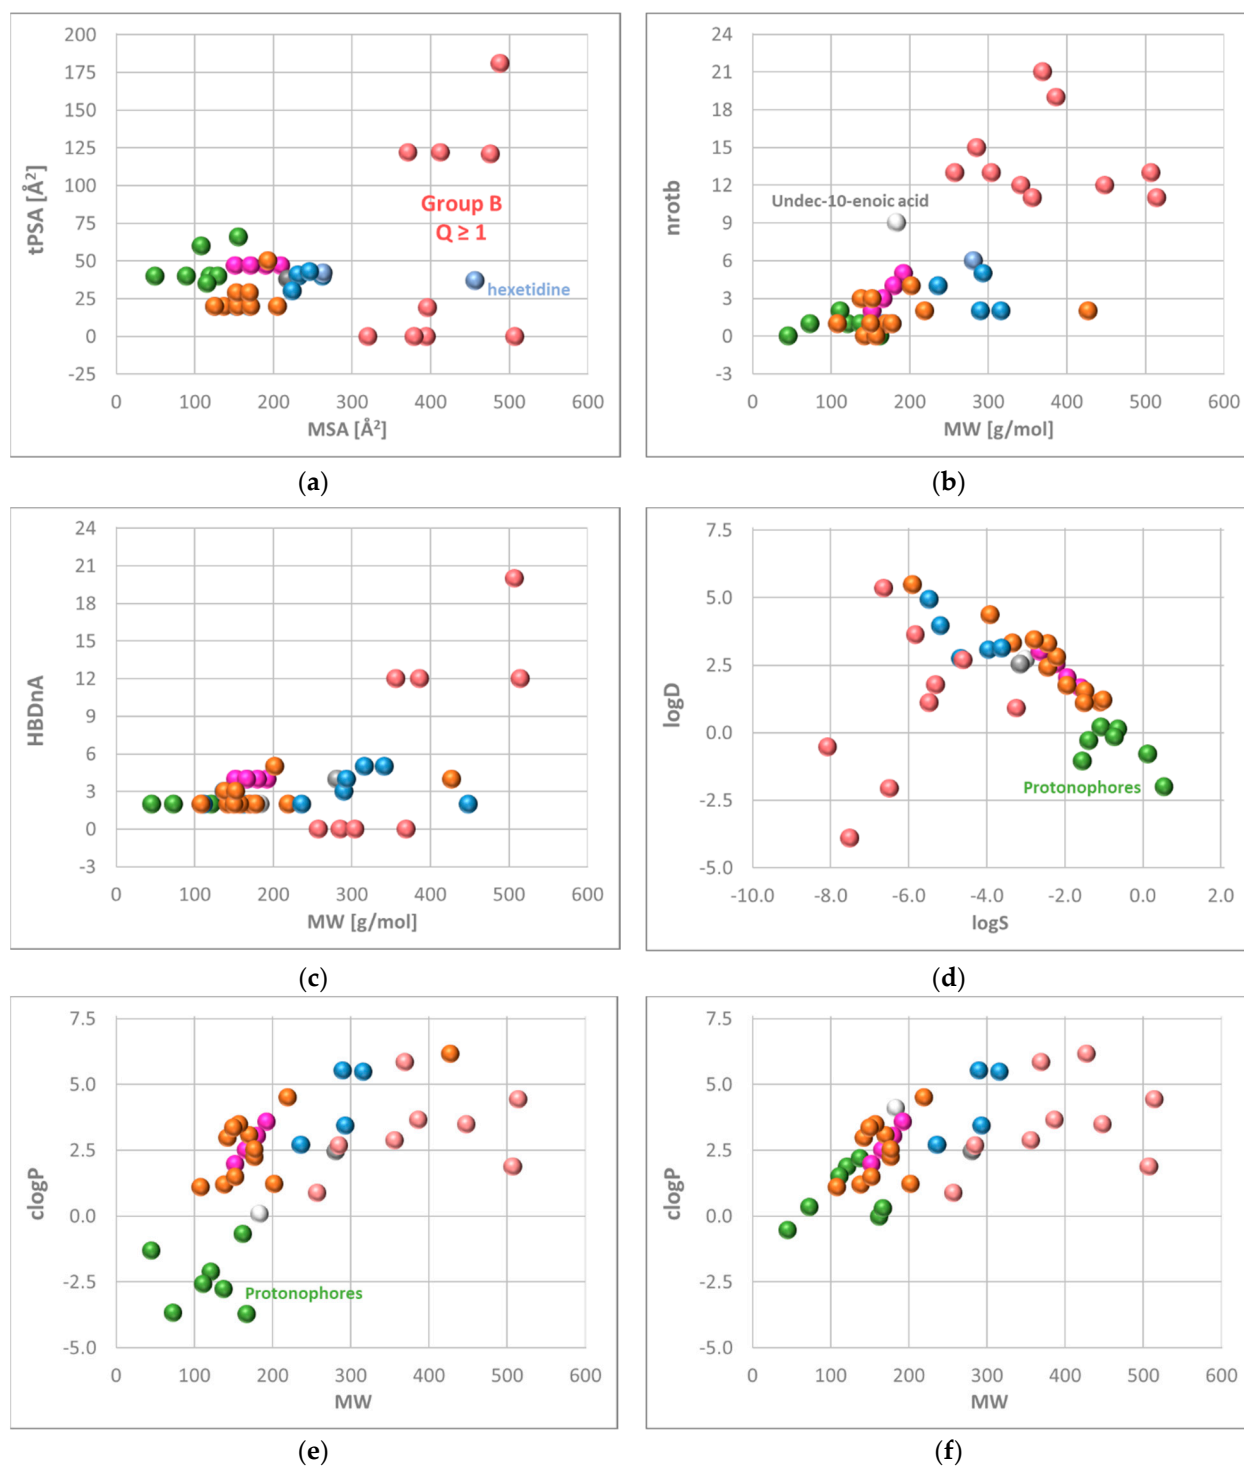 200
175
150
125
100
75
50
25
0
-25
tPSA [Å²]
Group B
Q ≥ 1
hexetidine
0 100 200 300 400 500 600
MSA [Å²]
(a)
24
21
18
15
12
9
6
3
0
-3
nrotb
Undec-10-enoic acid
0 100 200 300 400 500 600
MW [g/mol]
(b)
24
21
18
15
12
9
6
3
0
-3
HBDnA
0 100 200 300 400 500 600
MW [g/mol]
(c)
7.5
5.0
2.5
0.0
-2.5
-5.0
logD
Protonophores
-10.0 -8.0 -6.0 -4.0 -2.0 0.0 2.0
logS
(d)
7.5
5.0
2.5
0.0
-2.5
-5.0
clogP
Protonophores
0 100 200 300 400 500 600
MW
(e)
7.5
5.0
2.5
0.0
-2.5
-5.0
clogP
0 100 200 300 400 500 600
MW
(f)